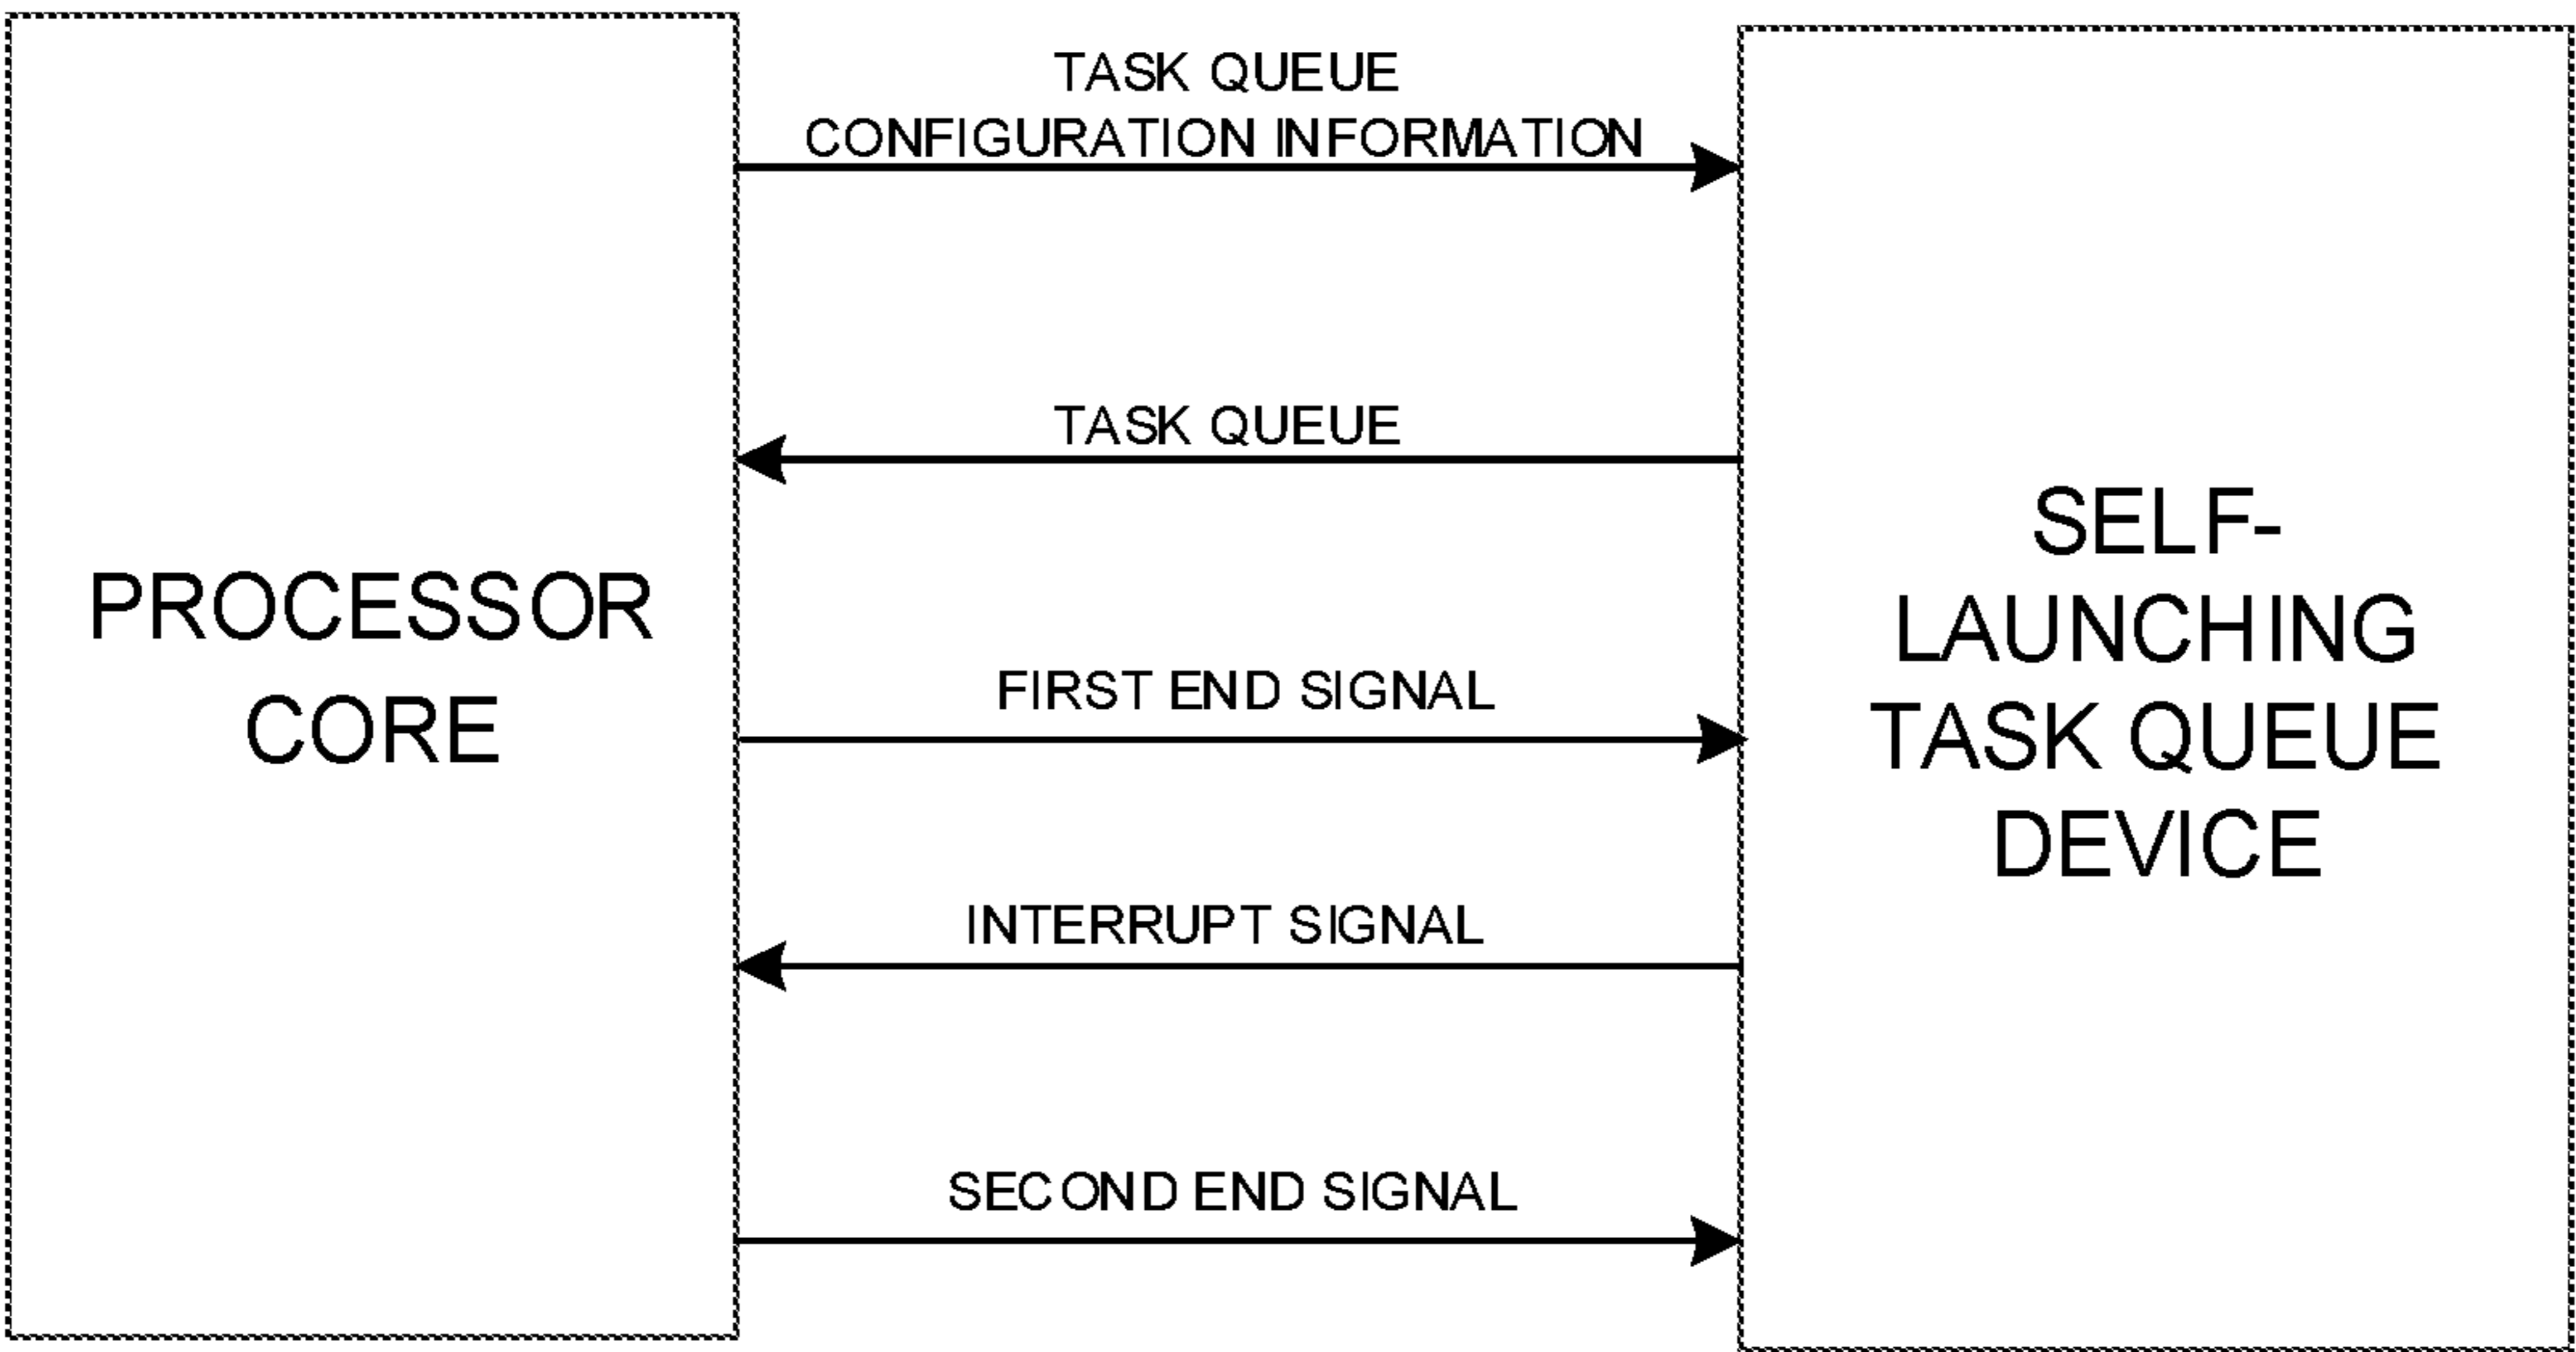 PROCESSOR
CORE
TASK QUEUE
CONFIGURATION INFORMATION
TASK QUEUE
FIRST END SIGNAL
INTERRUPT SIGNAL
SECOND END SIGNAL
SELF-
LAUNCHING
TASK QUEUE
DEVICE